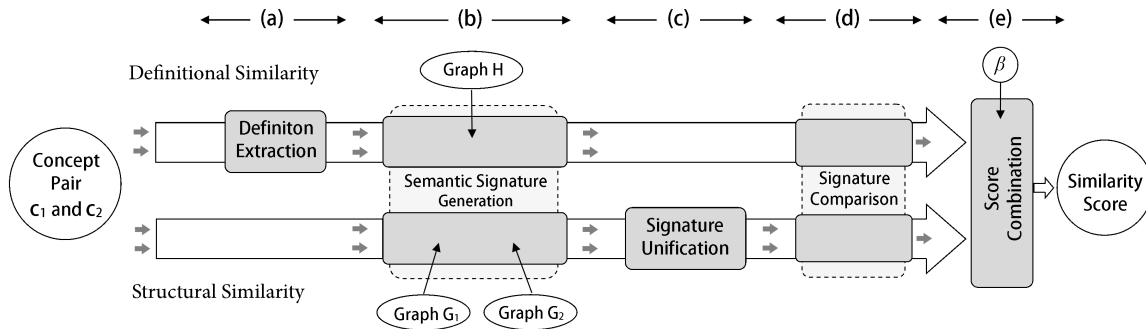 (a)
(b)
(c)
(d)
(e)
Definitional Similarity
Graph H
β
Definiton
Extraction
Concept
Pair
c₁ and c₂
Semantic Signature
Generation
Signature
Comparison
Signature
Unification
Score
Combination
Similarity
Score
Structural Similarity
Graph G₁
Graph G₂